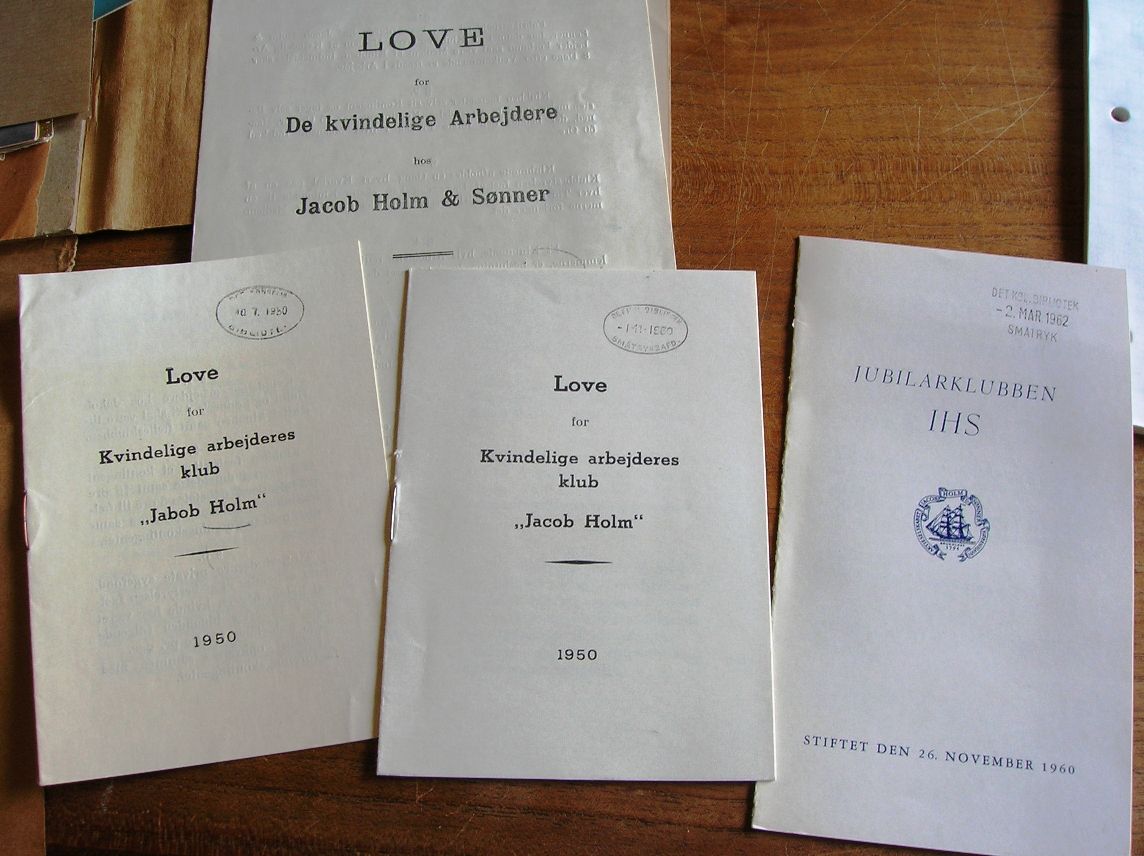 LOVE
for
De kvindelige Arbejdere
hos
Jacob Holm & Sønner
Love
for
Kvindelige arbejderes
klub
„Jabob Holm“
1950
Love
for
Kvindelige arbejderes
klub
„Jacob Holm“
1950
DET KGL. BIBLIOTEK
- 2. MAR. 1962
SMÅTRYK
JUBILARKLUBBEN
IHS
JACOB HOLM
STIFTET DEN 26. NOVEMBER 1960